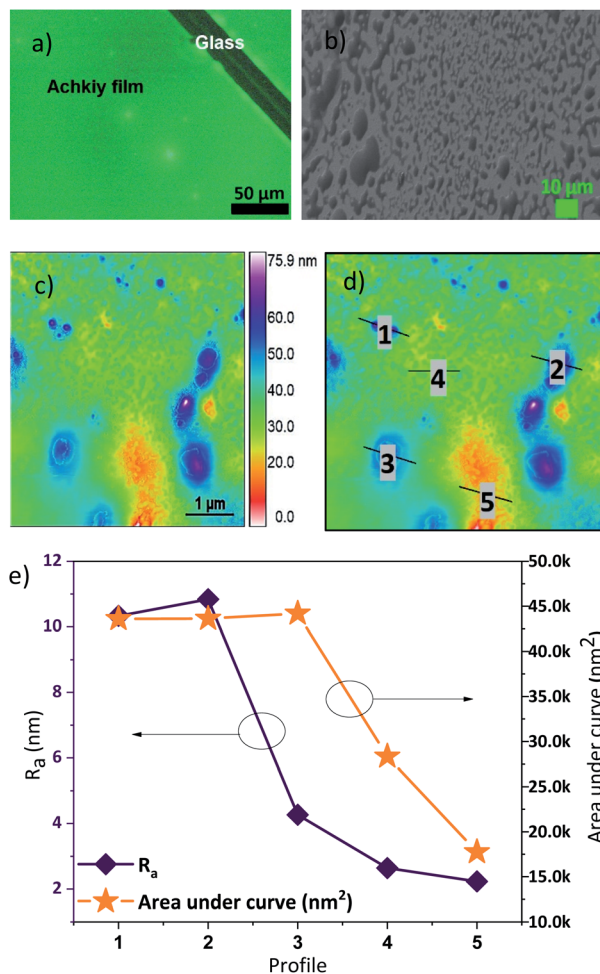 a)
Glass
Achkiy film
50 µm
b)
10 µm
c)
75.9 nm
60.0
50.0
40.0
30.0
20.0
10.0
0.0
1 µm
d)
1
2
4
3
5
e)
12
10
8
6
4
2
Ra (nm)
50.0k
45.0k
40.0k
35.0k
30.0k
25.0k
20.0k
15.0k
10.0k
Area under curve (nm²)
Ra
Area under curve (nm²)
1 2 3 4 5
Profile